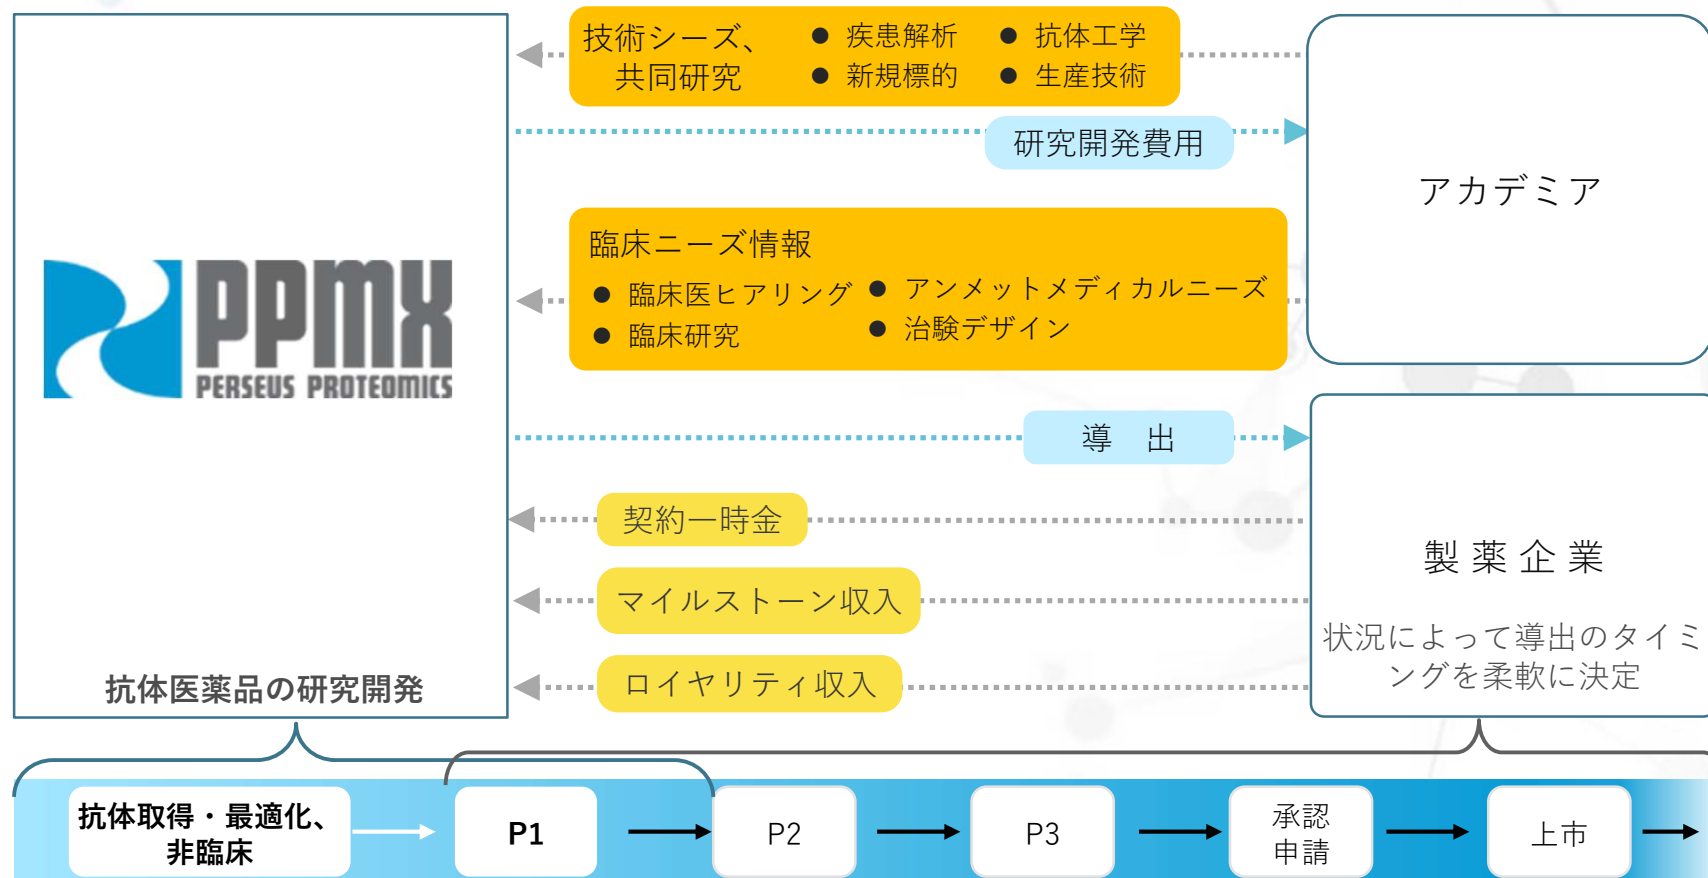 技術シーズ、
共同研究
● 疾患解析
● 抗体工学
● 新規標的
● 生産技術
研究開発費用
アカデミア
臨床ニーズ情報
● 臨床医ヒアリング
● アンメットメディカルニーズ
● 臨床研究
● 治験デザイン
PPMX
PERSEUS PROTEOMICS
導 出
契約一時金
マイルストーン収入
ロイヤリティ収入
製薬企業
状況によって導出のタイミ
ングを柔軟に決定
抗体医薬品の研究開発
抗体取得・最適化、
非臨床
P1
P2
P3
承認
申請
上市